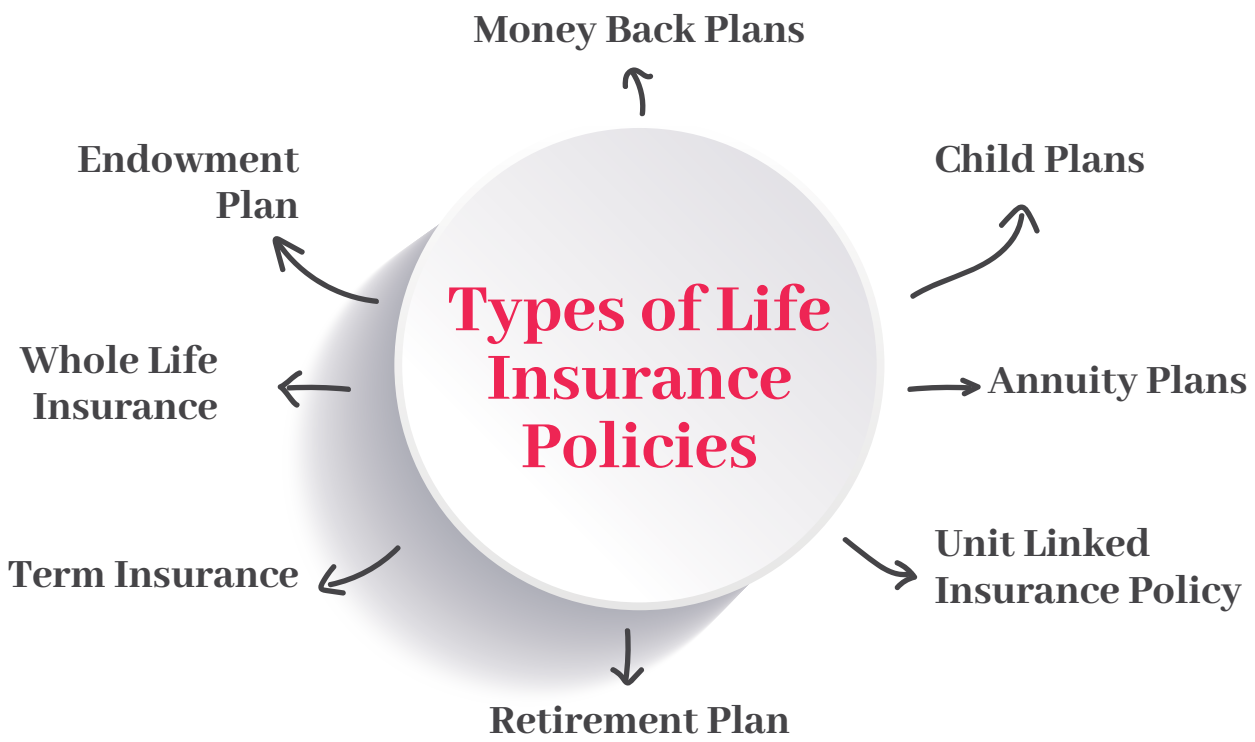 Money Back Plans
Endowment
Plan
Child Plans
Types of Life
Insurance
Policies
Whole Life
Insurance
Annuity Plans
Term Insurance
Unit Linked
Insurance Policy
Retirement Plan